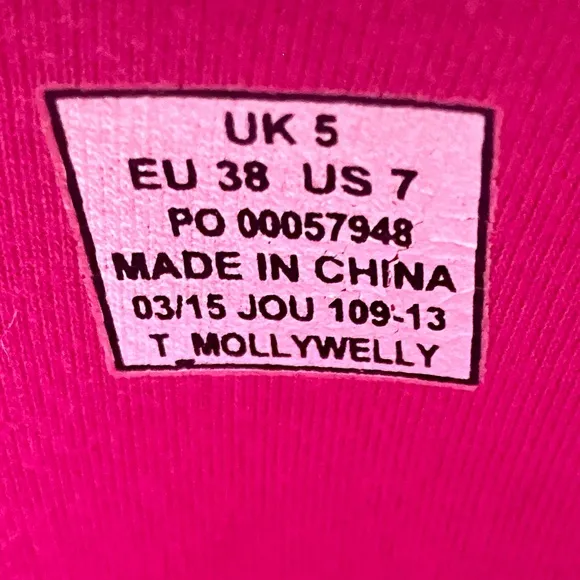 UK 5
EU 38 US 7
PO 00057948
MADE IN CHINA
03/15 JOU 109-13
T_MOLLYWELLY